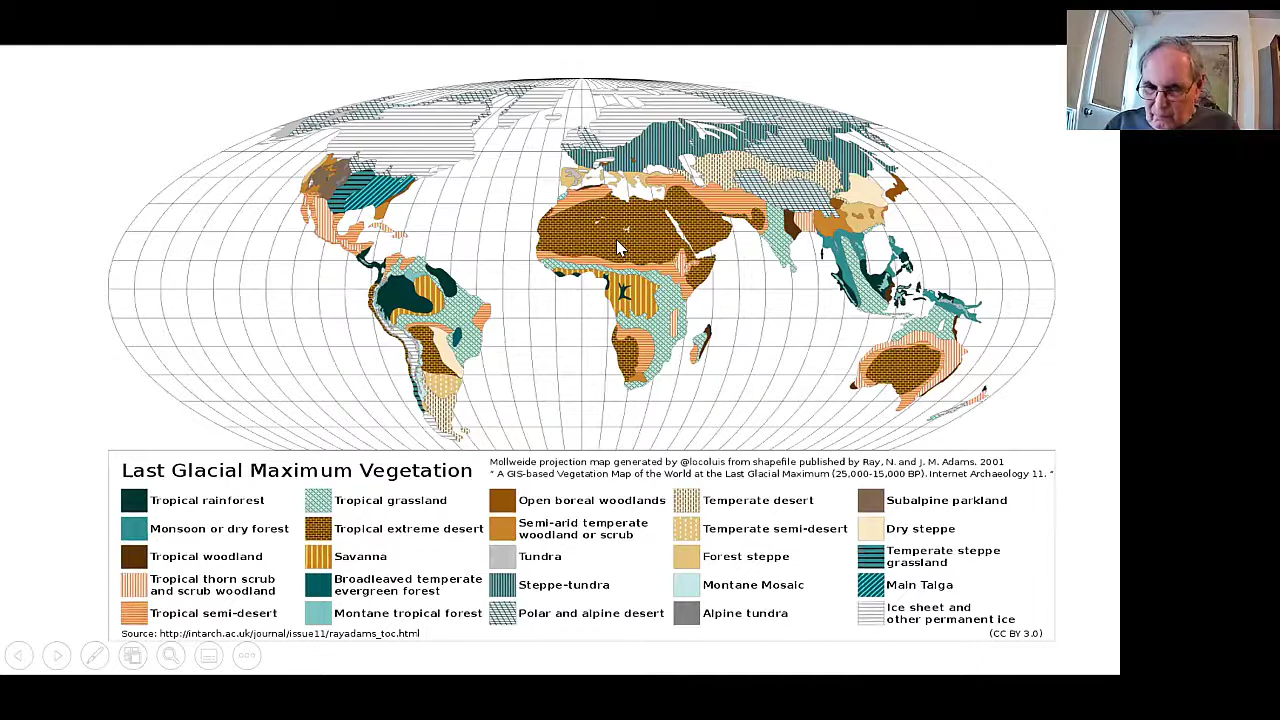 Last Glacial Maximum Vegetation
Mollweide projection map generated by @locoluis from shapefile published by Ray, N. and J. M. Adams. 2001
" A GIS-based Vegetation Map of the World at the Last Glacial Maximum (25,000-15,000 BP). Internet Archaeology 11. "
Tropical rainforest
Monsoon or dry forest
Tropical woodland
Tropical thorn scrub
and scrub woodland
Tropical semi-desert
Tropical grassland
Tropical extreme desert
Savanna
Broadleaved temperate
evergreen forest
Montane tropical forest
Open boreal woodlands
Semi-arid temperate
woodland or scrub
Tundra
Steppe-tundra
Polar and alpine desert
Temperate desert
Temperate semi-desert
Forest steppe
Montane Mosaic
Alpine tundra
Subalpine parkland
Dry steppe
Temperate steppe
grassland
Main Taiga
Ice sheet and
other permanent ice
Source: http://intarch.ac.uk/journal/issue11/rayadams_toc.html
(CC BY 3.0)